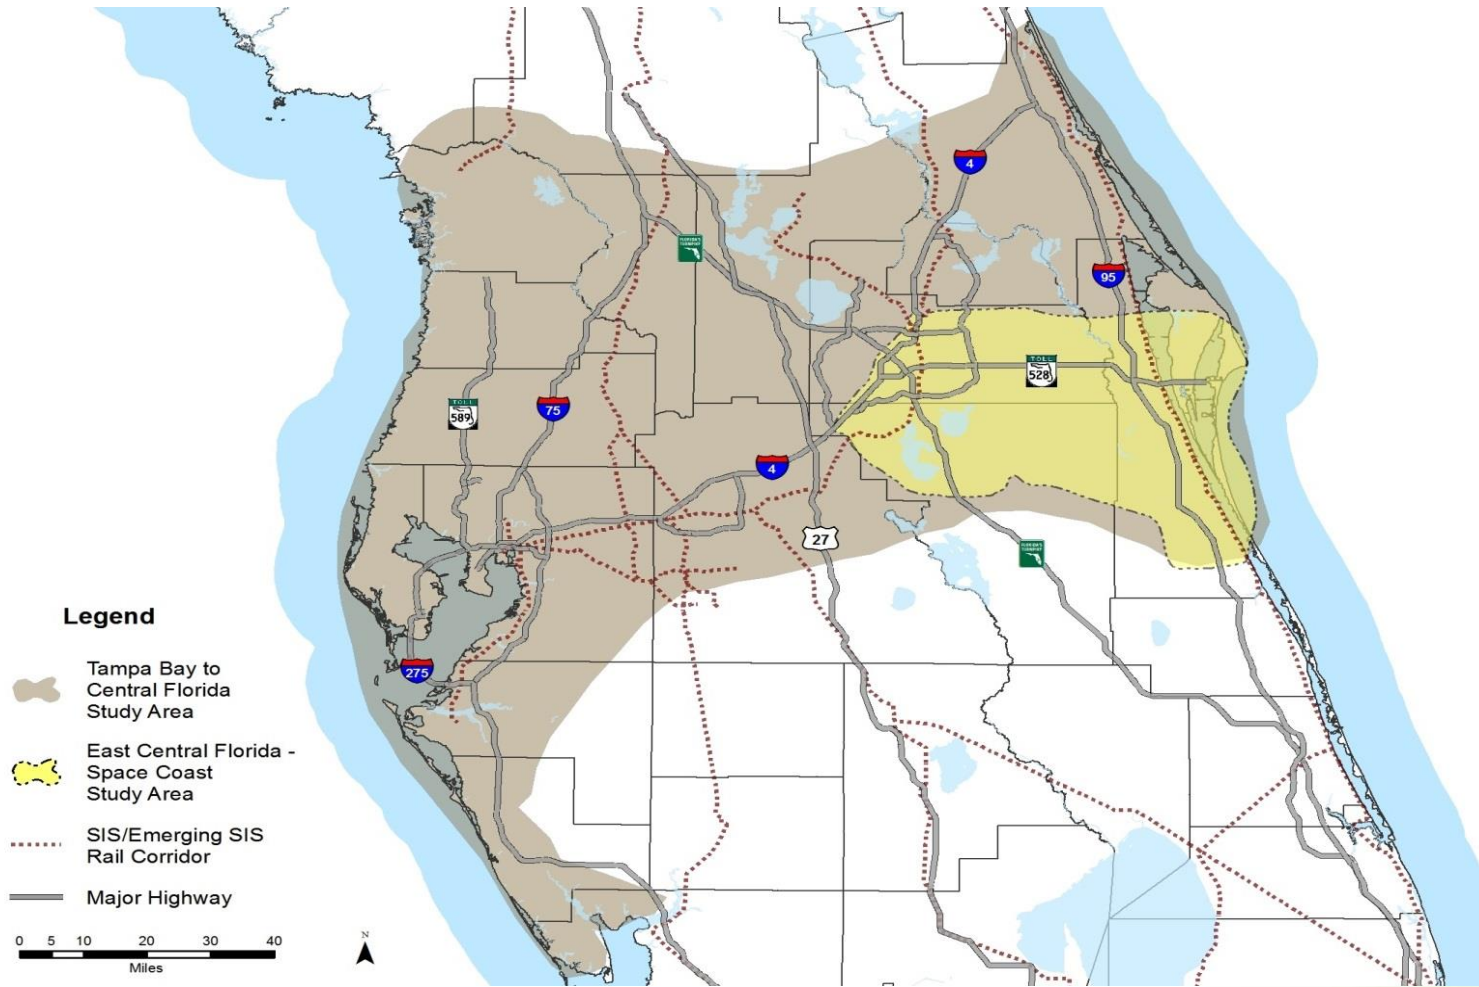 4
95
TOLL
528
TOLL
589
75
4
27
275
Legend
Tampa Bay to
Central Florida
Study Area
East Central Florida -
Space Coast
Study Area
SIS/Emerging SIS
Rail Corridor
Major Highway
0 5 10 20 30 40
Miles
N